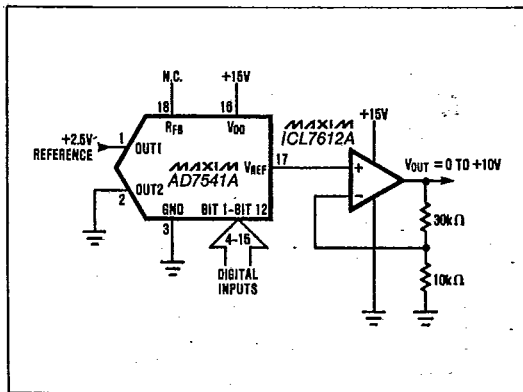 N.C.
+15V
18
16
RFB
VDD
+2.5V
REFERENCE
1
OUT1
MAXIM
AD7541A
VREF
17
MAXIM
ICL7612A
+15V
+
-
VOUT = 0 TO +10V
OUT2
2
GND
3
BIT 1-BIT 12
4-15
DIGITAL
INPUTS
30kΩ
10kΩ